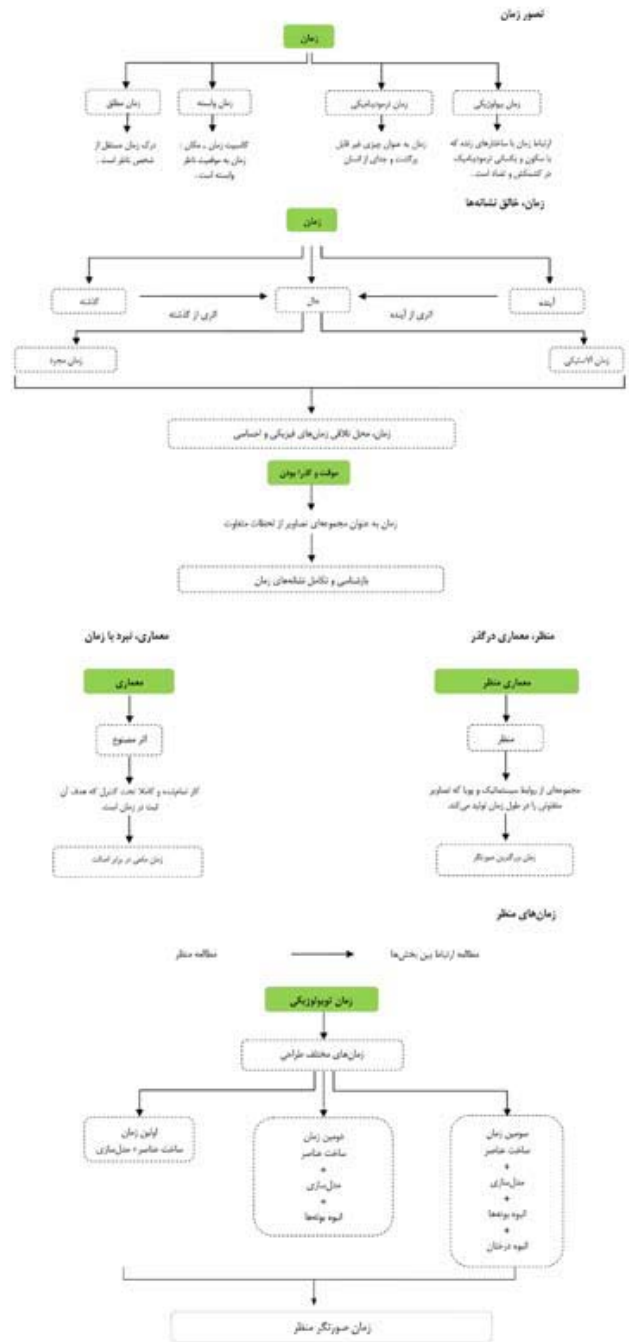 تصور زمان
زمان
زمان بیولوژیکی
زمان ترمودینامیکی
زمان وابسته
زمان مطلق
ارتباط زمان با ساختارهای زنده که
با سکون و یکسانی ترمودینامیک
در کشمکش و تضاد است.
زمان به عنوان چیزی غیر قابل
برگشت و جدای از انسان
زمان ـ مکان :
زمان به موقعیت ناظر
وابسته است.
درک زمان مستقل از
شخص ناظر است.
زمان، خالق نشانه‌ها
زمان
آینده
حال
گذشته
اثری از آینده
اثری از گذشته
زمان الاستیکی
زمان مجرد
زمان، محل تلاقی زمان‌های فیزیکی و احساسی
موقت و گذرا بودن
زمان به عنوان مجموعه‌ای تصاویر از لحظات متفاوت
بازشناسی و تکامل نشانه‌های زمان
منظر، معماری درگذر
معماری منظر
منظر
مجموعه‌ای از روابط سیستماتیک و پویا که تصاویر
متفاوتی را در طول زمان تولید می‌کند.
زمان بزرگترین صورتگر
معماری، نبرد با زمان
معماری
اثر مصنوع
کار تمام‌شده و کاملا تحت کنترل که هدف آن
ثبت در زمان است.
زمان در برابر اصالت
زمان‌های منظر
مطالعه ارتباط بین بخش‌ها
مطالعه منظر
زمان توپولوژیکی
زمان‌های مختلف طراحی
سومین زمان
ساخت عناصر
+
مدل‌سازی
+
انبوه بوته‌ها
+
انبوه درختان
دومین زمان
ساخت عناصر
+
مدل‌سازی
+
انبوه بوته‌ها
اولین زمان
ساخت عناصر+ مدل‌سازی
زمان صورتگر منظر